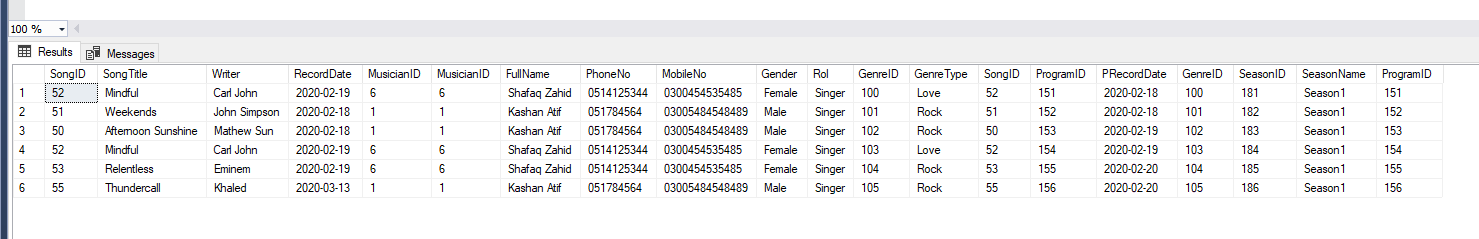 100 %
Results Messages
SongID SongTitle Writer RecordDate MusicianID MusicianID FullName PhoneNo MobileNo Gender Rol GenreID GenreType SongID ProgramID PRecordDate GenreID SeasonID SeasonName ProgramID
1 52 Mindful Carl John 2020-02-19 6 6 Shafaq Zahid 0514125344 0300454535485 Female Singer 100 Love 52 151 2020-02-18 100 181 Season1 151
2 51 Weekends John Simpson 2020-02-18 1 1 Kashan Atif 051784564 03005484548489 Male Singer 101 Rock 51 152 2020-02-18 101 182 Season1 152
3 50 Afternoon Sunshine Mathew Sun 2020-02-18 1 1 Kashan Atif 051784564 03005484548489 Male Singer 102 Rock 50 153 2020-02-19 102 183 Season1 153
4 52 Mindful Carl John 2020-02-19 6 6 Shafaq Zahid 0514125344 0300454535485 Female Singer 103 Love 52 154 2020-02-19 103 184 Season1 154
5 53 Relentless Eminem 2020-02-19 6 6 Shafaq Zahid 0514125344 0300454535485 Female Singer 104 Rock 53 155 2020-02-20 104 185 Season1 155
6 55 Thundercall Khaled 2020-03-13 1 1 Kashan Atif 051784564 03005484548489 Male Singer 105 Rock 55 156 2020-02-20 105 186 Season1 156